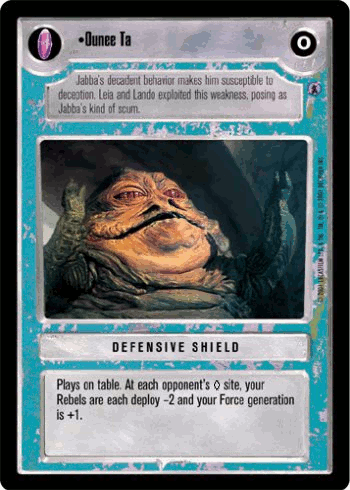 •Ounee Ta
Jabba's decadent behavior makes him susceptible to
deception. Leia and Lando exploited this weakness, posing as
Jabba's kind of scum.
DEFENSIVE SHIELD
Plays on table. At each opponent's ◊ site, your
Rebels are each deploy -2 and your Force generation
is +1.